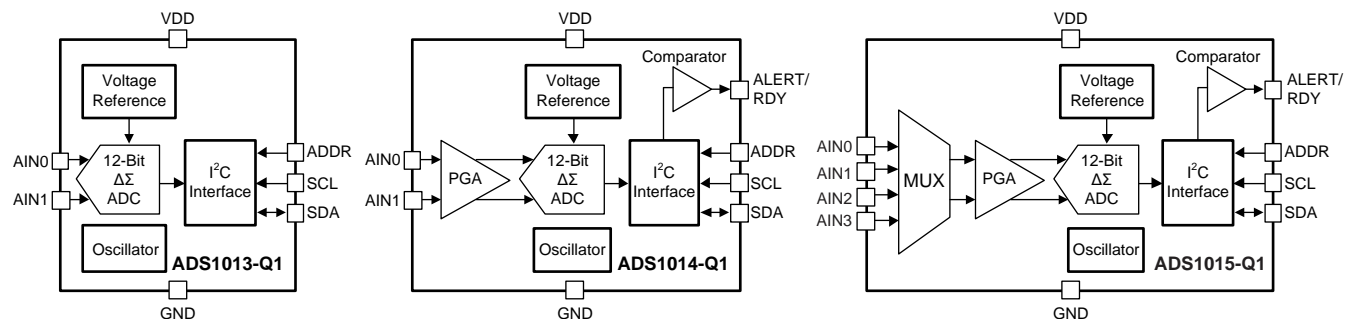 VDD
Voltage
Reference
AIN0
AIN1
12-Bit
ΔΣ
ADC
I²C
Interface
ADDR
SCL
SDA
Oscillator
ADS1013-Q1
GND
VDD
Comparator
ALERT/
RDY
Voltage
Reference
AIN0
AIN1
PGA
12-Bit
ΔΣ
ADC
I²C
Interface
ADDR
SCL
SDA
Oscillator
ADS1014-Q1
GND
VDD
Comparator
ALERT/
RDY
Voltage
Reference
AIN0
AIN1
AIN2
AIN3
MUX
PGA
12-Bit
ΔΣ
ADC
I²C
Interface
ADDR
SCL
SDA
Oscillator
ADS1015-Q1
GND